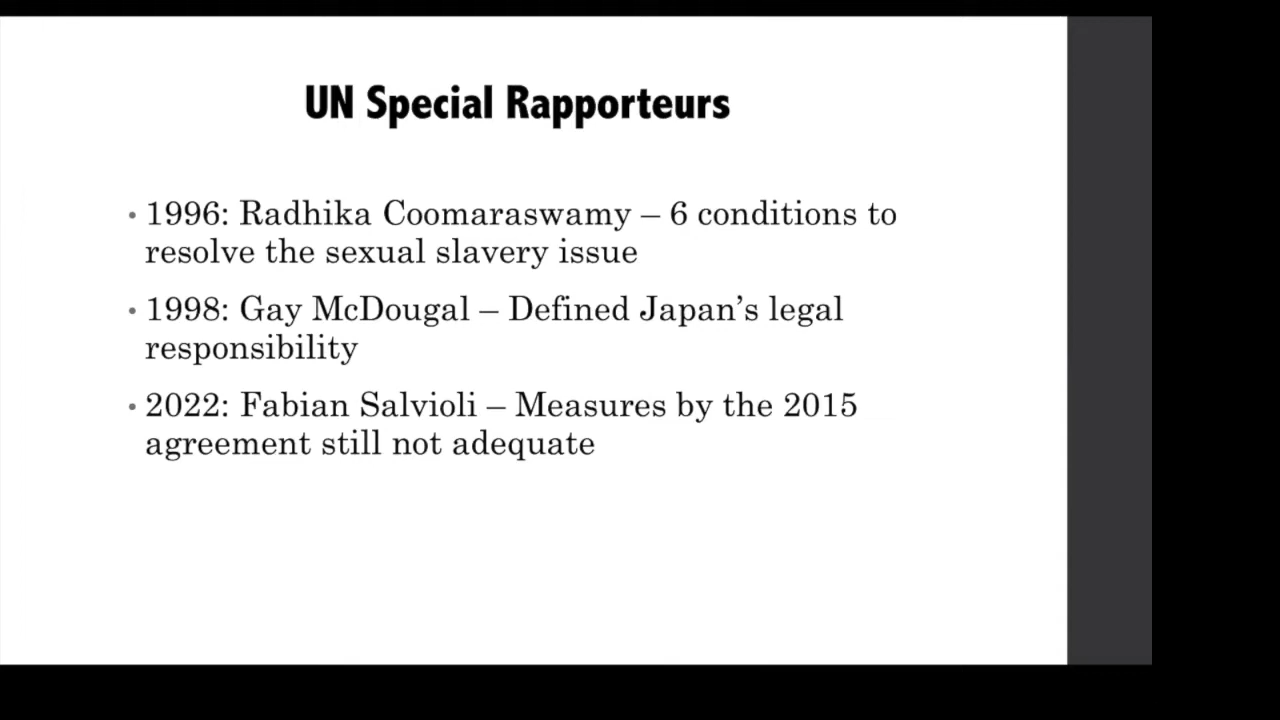 UN Special Rapporteurs
• 1996: Radhika Coomaraswamy – 6 conditions to
resolve the sexual slavery issue
• 1998: Gay McDougal – Defined Japan’s legal
responsibility
• 2022: Fabian Salvioli – Measures by the 2015
agreement still not adequate